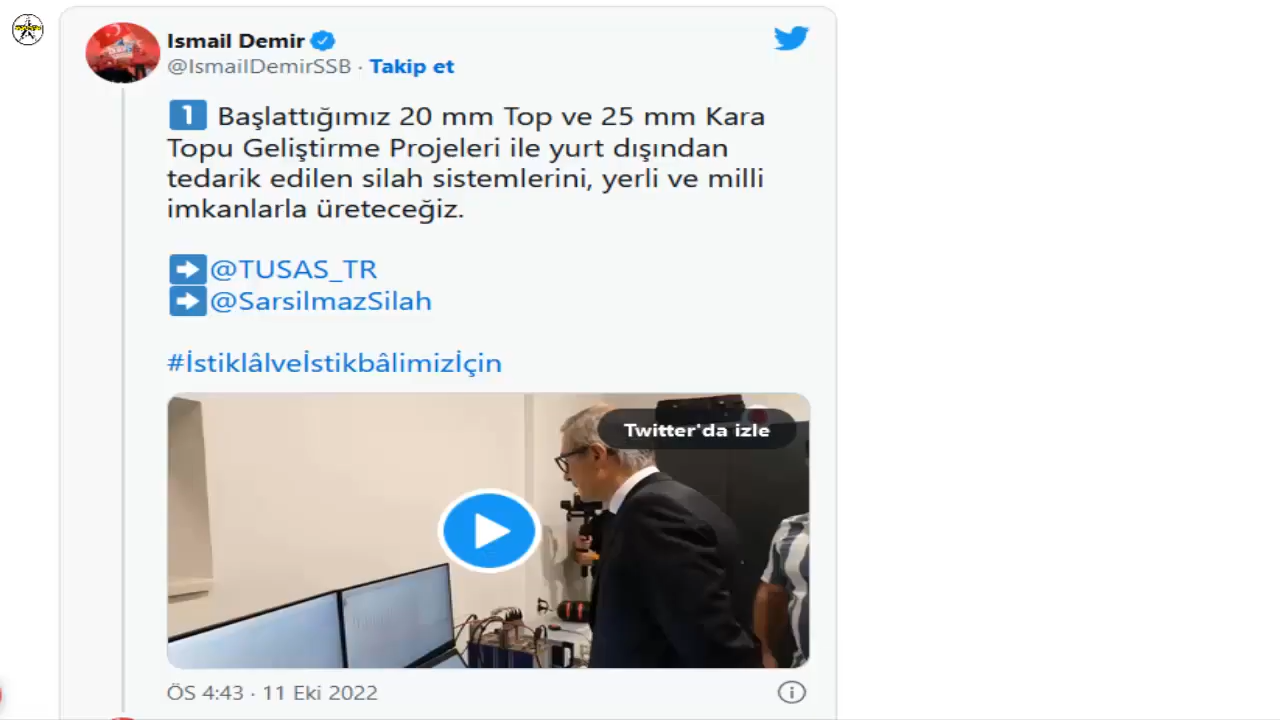 Ismail Demir
@IsmailDemirSSB · Takip et
1 Başlattığımız 20 mm Top ve 25 mm Kara
Topu Geliştirme Projeleri ile yurt dışından
tedarik edilen silah sistemlerini, yerli ve milli
imkanlarla üreteceğiz.
➡@TUSAS_TR
➡@SarsilmazSilah
#İstiklâlveİstikbâlimizİçin
Twitter'da izle
ÖS 4:43 · 11 Eki 2022